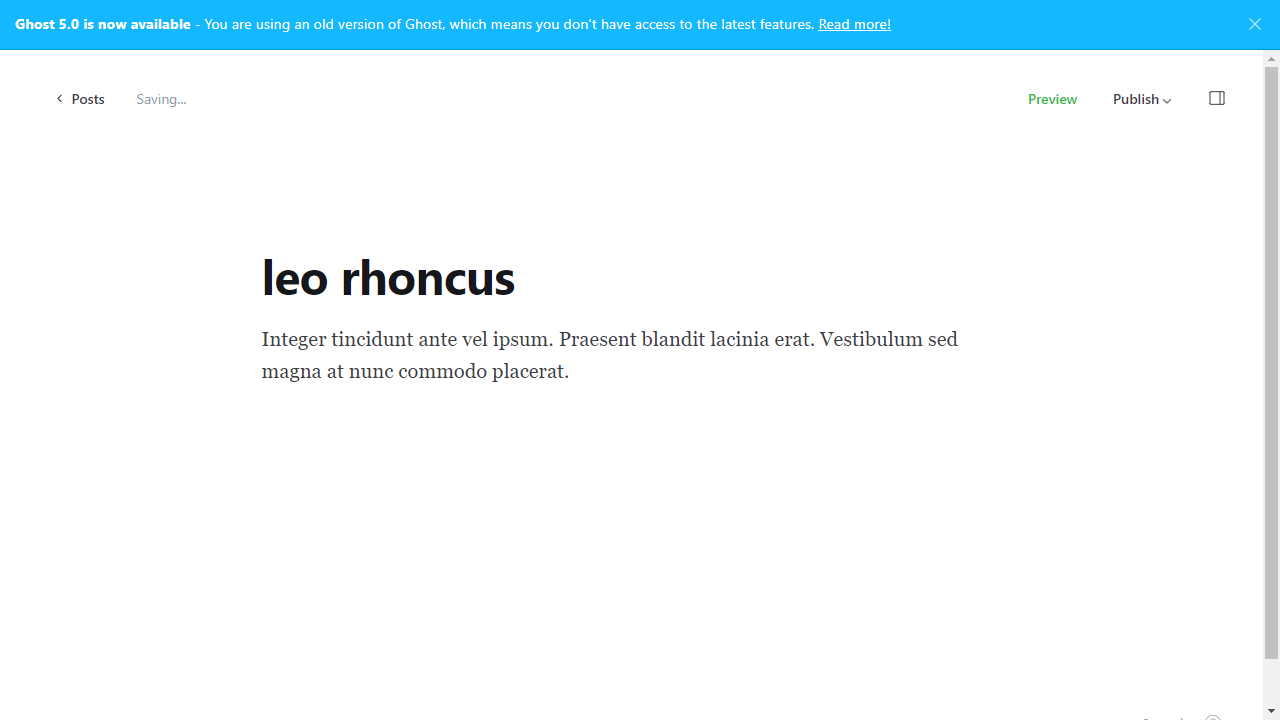 Ghost 5.0 is now available - You are using an old version of Ghost, which means you don't have access to the latest features. Read more!
Posts
Saving...
Preview
Publish
leo rhoncus
Integer tincidunt ante vel ipsum. Praesent blandit lacinia erat. Vestibulum sed
magna at nunc commodo placerat.